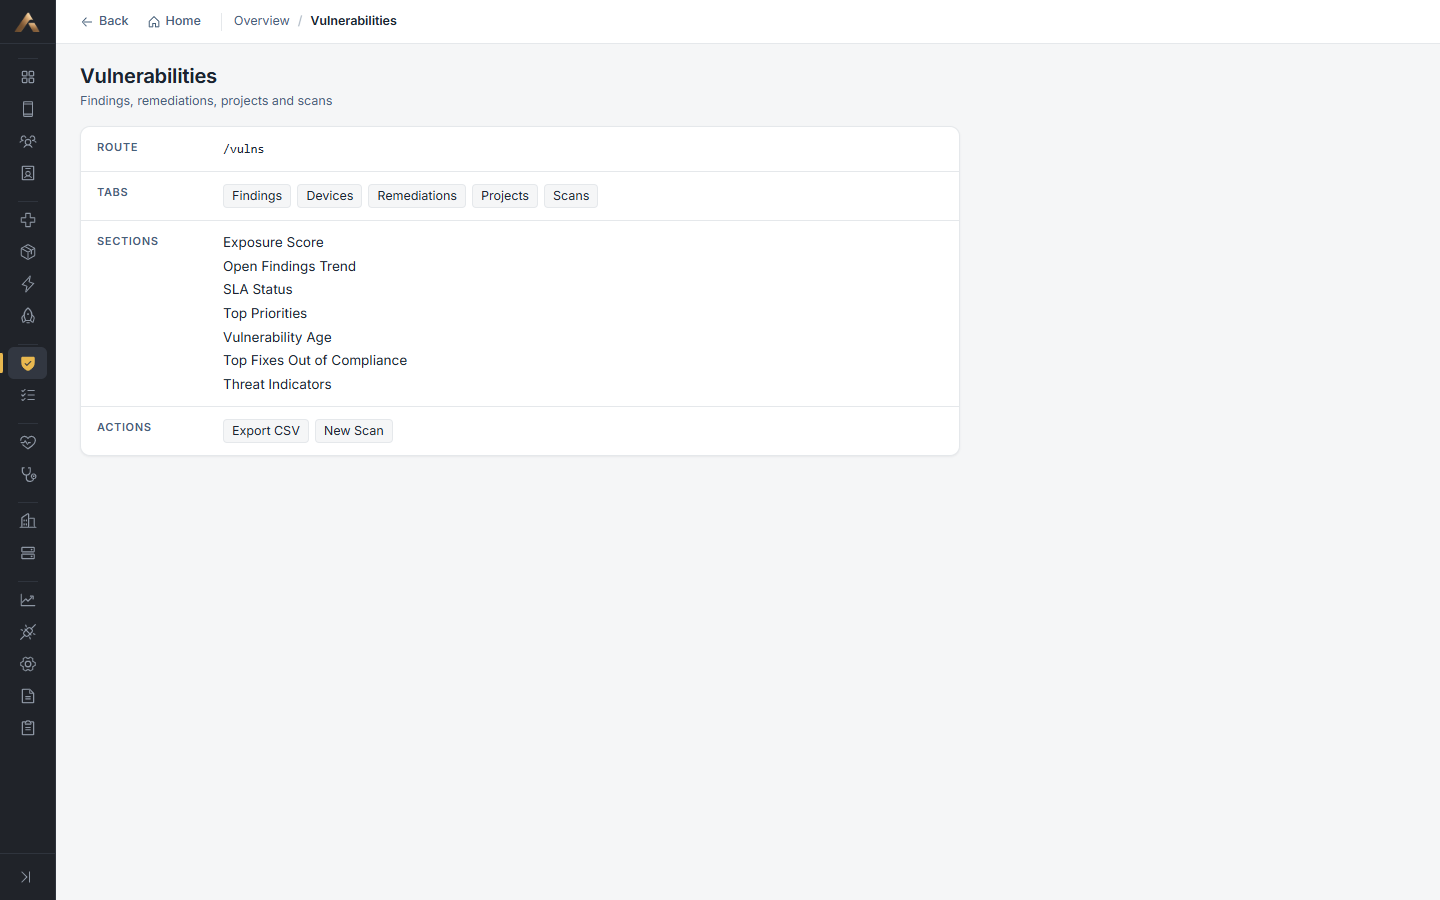 Back Home Overview / Vulnerabilities
Vulnerabilities
Findings, remediations, projects and scans
ROUTE /vulns
TABS Findings Devices Remediations Projects Scans
SECTIONS Exposure Score
Open Findings Trend
SLA Status
Top Priorities
Vulnerability Age
Top Fixes Out of Compliance
Threat Indicators
ACTIONS Export CSV New Scan